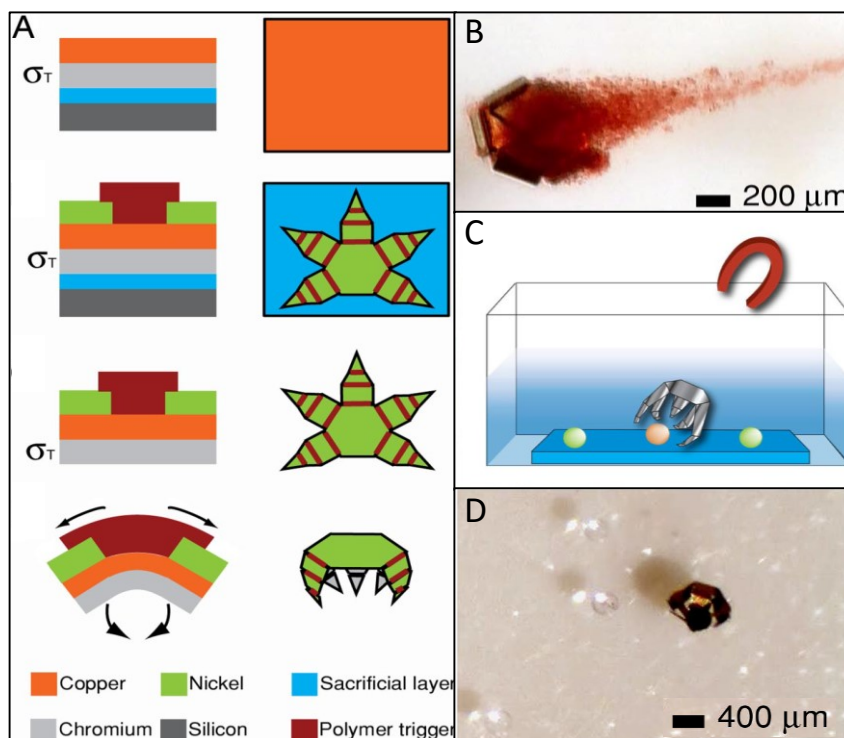 A
σT
σT
σT
Copper
Nickel
Sacrificial layer
Chromium
Silicon
Polymer trigger
B
200 μm
C
D
400 μm